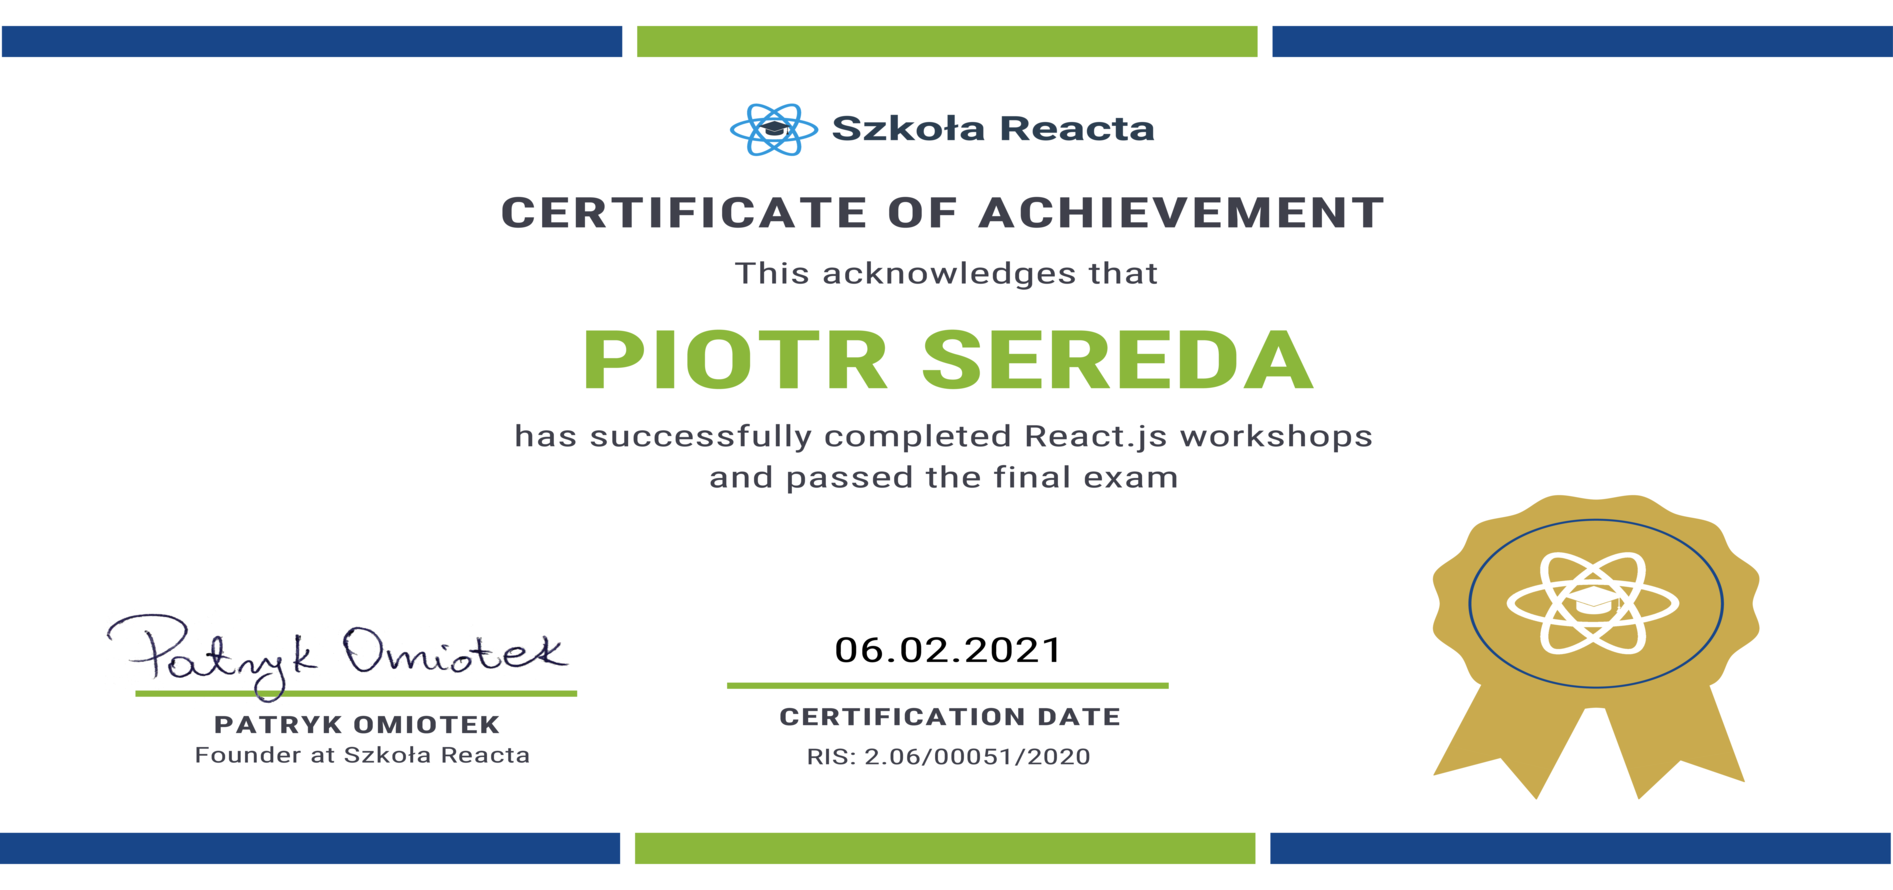 Szkoła Reacta
CERTIFICATE OF ACHIEVEMENT
This acknowledges that
PIOTR SEREDA
has successfully completed React.js workshops
and passed the final exam
Patryk Omiotek
PATRYK OMIOTEK
Founder at Szkoła Reacta
06.02.2021
CERTIFICATION DATE
RIS: 2.06/00051/2020